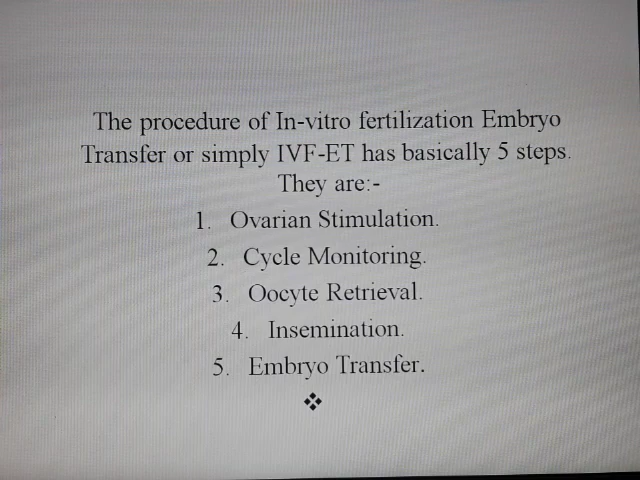 The procedure of In-vitro fertilization Embryo
Transfer or simply IVF-ET has basically 5 steps.
They are:-
1. Ovarian Stimulation.
2. Cycle Monitoring.
3. Oocyte Retrieval.
4. Insemination.
5. Embryo Transfer.